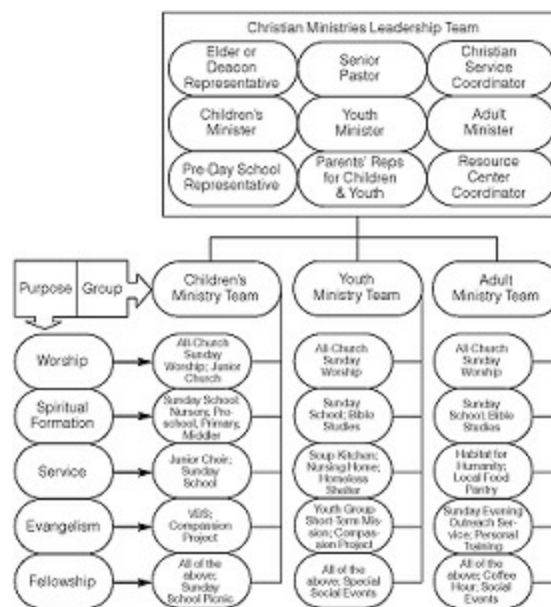 Christian Ministries Leadership Team
Elder or
Deacon
Representative
Senior
Pastor
Christian
Service
Coordinator
Children's
Minister
Youth
Minister
Adult
Minister
Pre-Day School
Representative
Parents' Reps
for Children
& Youth
Resource
Center
Coordinator
Purpose
Group
Children's
Ministry Team
Youth
Ministry Team
Adult
Ministry Team
Worship
All-Church
Sunday
Worship; Junior
Church
All-Church
Sunday
Worship
All-Church
Sunday
Worship
Spiritual
Formation
Sunday School:
Nursery, Pre-
school, Primary,
Middler
Sunday
School; Bible
Studies
Sunday
School; Bible
Studies
Service
Junior Choir;
Sunday
School
Soup Kitchen;
Nursing Home;
Homeless
Shelter
Habitat for
Humanity;
Local Food
Pantry
Evangelism
VBS;
Compassion
Project
Youth Group
Short-Term Mis-
sion; Compas-
sion Project
Sunday Evening
Outreach Ser-
vice; Personal
Training
Fellowship
All of the
above;
Sunday
School Picnic
All of the
above; Special
Social Events
All of the
above; Coffee
Hour; Social
Events